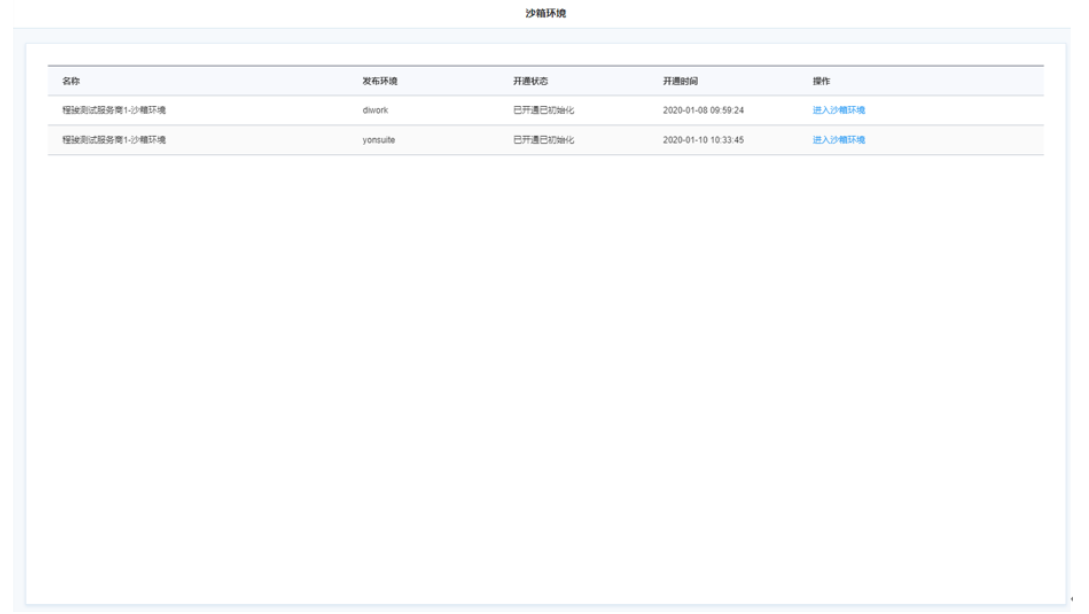 沙箱环境
名称 发布环境 开通状态 开通时间 操作
程骏测试服务商1-沙箱环境 diwork 已开通已初始化 2020-01-08 09:59:24 进入沙箱环境
程骏测试服务商1-沙箱环境 yonsuite 已开通已初始化 2020-01-10 10:33:45 进入沙箱环境